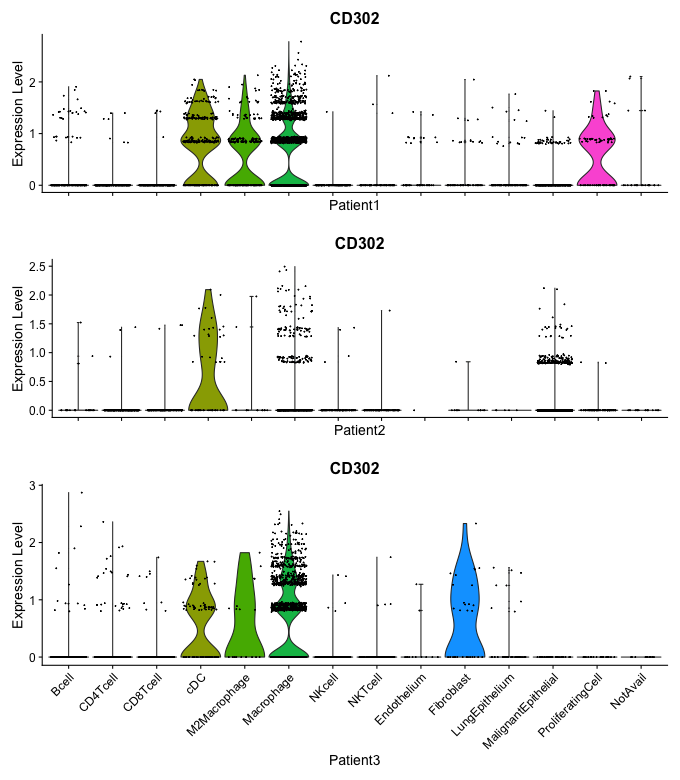 CD302
Expression Level
2
1
0
Patient1
CD302
Expression Level
2.5
2.0
1.5
1.0
0.5
0.0
Patient2
CD302
Expression Level
3
2
1
0
Bcell
CD4Tcell
CD8Tcell
cDC
M2Macrophage
Macrophage
NKcell
NKTcell
Endothelium
Fibroblast
LungEpithelium
MalignantEpithelial
ProliferatingCell
NotAvail
Patient3